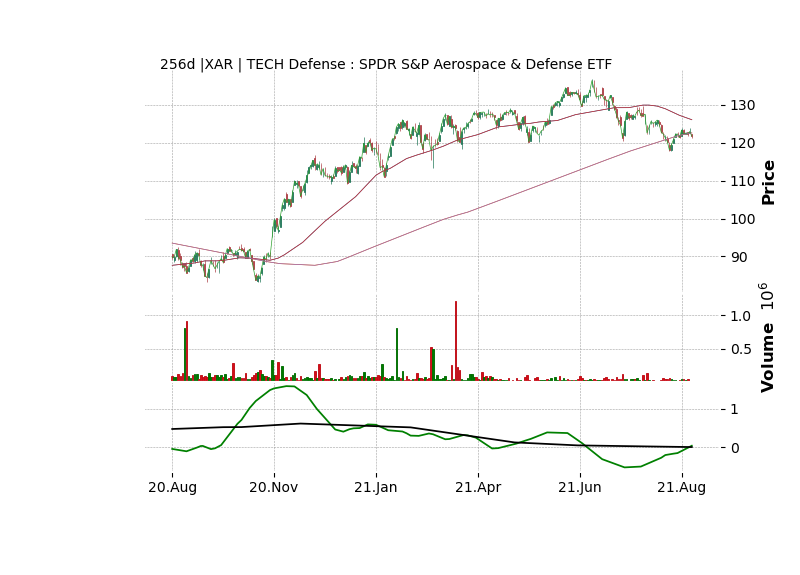 256d |XAR | TECH Defense : SPDR S&P Aerospace & Defense ETF
130
120
110
100
90
Price
1.0
0.5
Volume 10^6
1
0
20.Aug 20.Nov 21.Jan 21.Apr 21.Jun 21.Aug